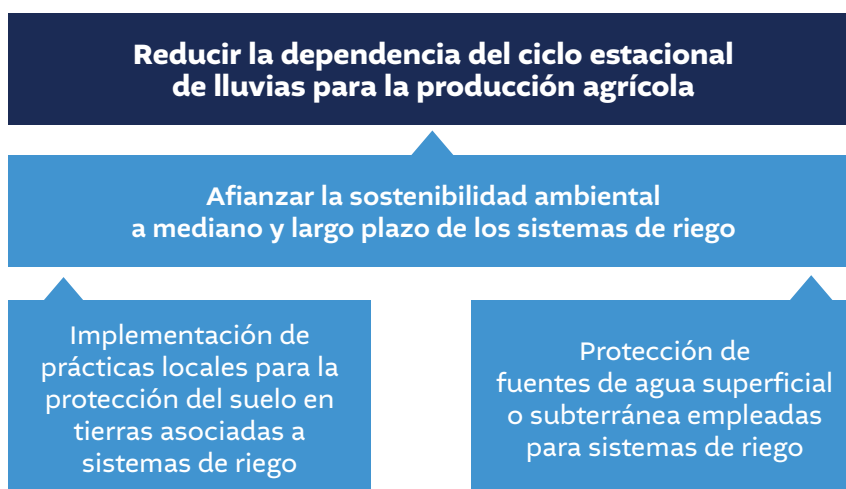 Reducir la dependencia del ciclo estacional
de lluvias para la producción agrícola
Afianzar la sostenibilidad ambiental
a mediano y largo plazo de los sistemas de riego
Implementación de
prácticas locales para la
protección del suelo en
tierras asociadas a
sistemas de riego
Protección de
fuentes de agua superficial
o subterránea empleadas
para sistemas de riego